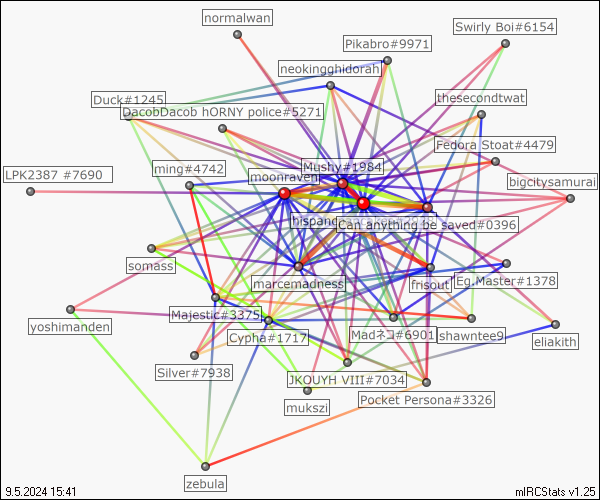 normalwan
Swirly Boi#6154
Pikabro#9971
neokingghidorah
Duck#1245
thesecondtwat
DacobDacob hORNY police#5271
Fedora Stoat#4479
Mushy#1984
ming#4742
LPK2387 #7690
moonraven
bigcitysamurai
Can anything be saved#0396
somass
marcemadness
frisout
Eg.Master#1378
Majestic#3375
yoshimanden
Cypha#1717
Madネコ#6901
shawntee9
eliakith
Silver#7938
JKOUYH VIII#7034
Pocket Persona#3326
mukszi
zebula
9.5.2024 15:41
mIRCStats v1.25